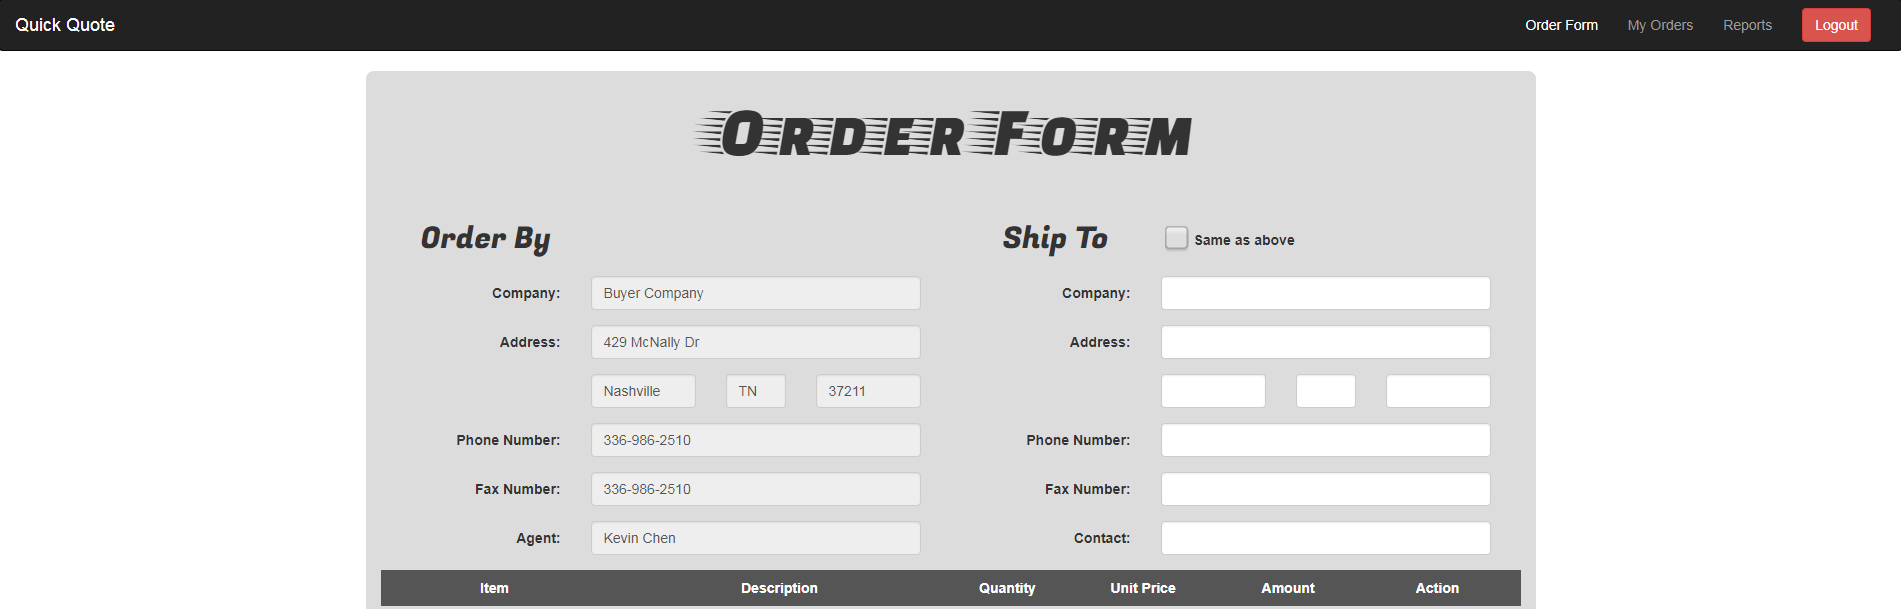 Quick Quote Order Form My Orders Reports Logout
Order Form
Order By
Company: Buyer Company
Address: 429 McNally Dr
Nashville TN 37211
Phone Number: 336-986-2510
Fax Number: 336-986-2510
Agent: Kevin Chen
Ship To Same as above
Company:
Address:
Phone Number:
Fax Number:
Contact:
Item Description Quantity Unit Price Amount Action